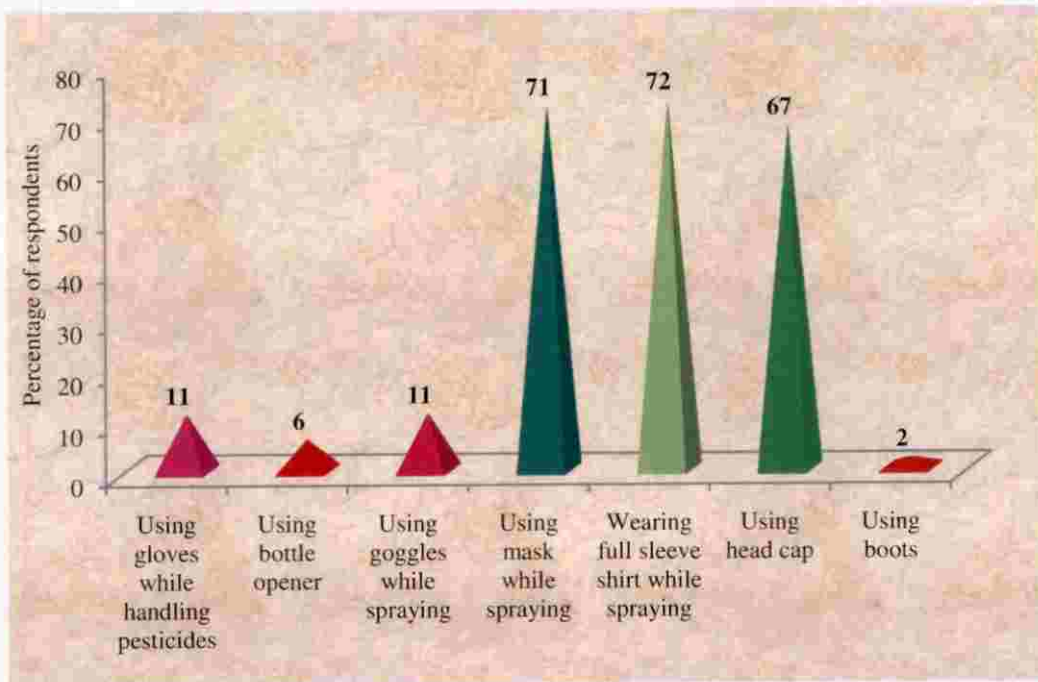 Percentage of respondents
80
70
60
50
40
30
20
10
0
11
6
11
71
72
67
2
Using
gloves
while
handling
pesticides
Using
bottle
opener
Using
goggles
while
spraying
Using
mask
while
spraying
Wearing
full sleeve
shirt while
spraying
Using
head cap
Using
boots